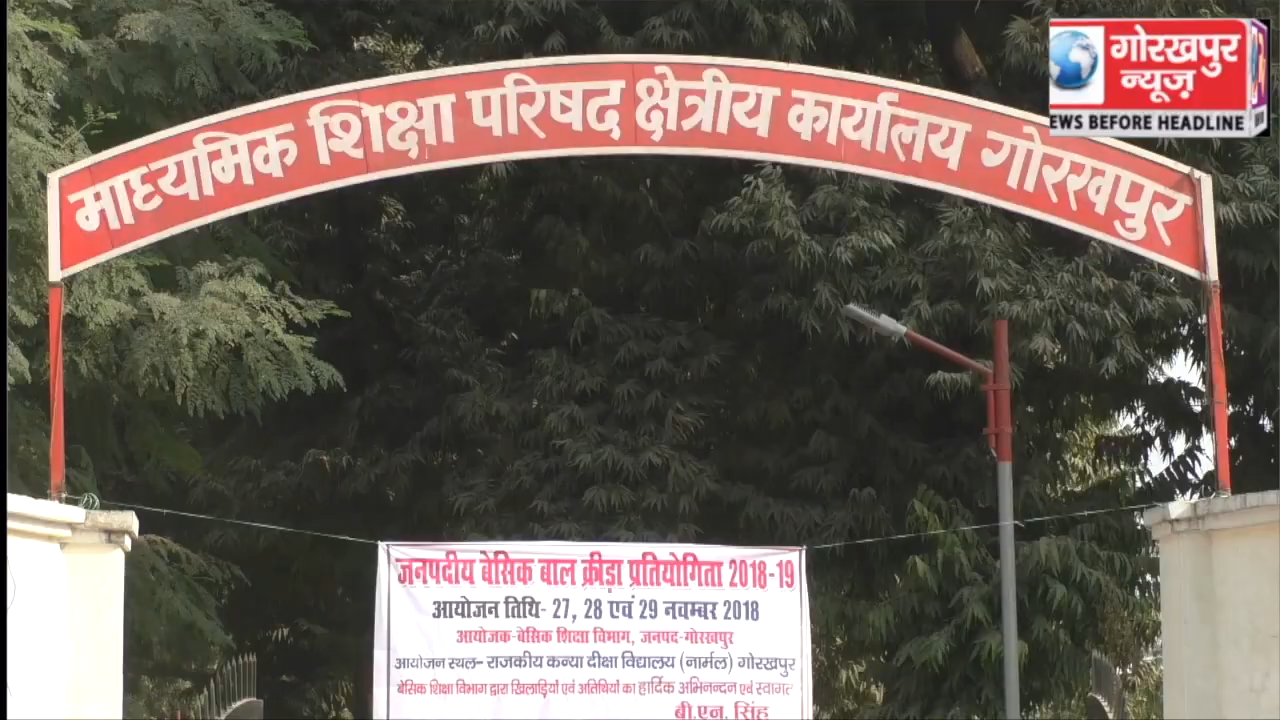 गोरखपुर
न्यूज़
EWS BEFORE HEADLINE
माध्यमिक शिक्षा परिषद क्षेत्रीय कार्यालय गोरखपुर
जनपदीय बेसिक बाल क्रीड़ा प्रतियोगिता 2018-19
आयोजन तिथि- 27, 28 एवं 29 नवम्बर 2018
आयोजक-बेसिक शिक्षा विभाग, जनपद-गोरखपुर
आयोजन स्थल- राजकीय कन्या दीक्षा विद्यालय (नार्मल) गोरखपुर
बेसिक शिक्षा विभाग द्वारा खिलाड़ियों एवं अतिथियों का हार्दिक अभिनन्दन एवं स्वागत
बी.एन. सिंह